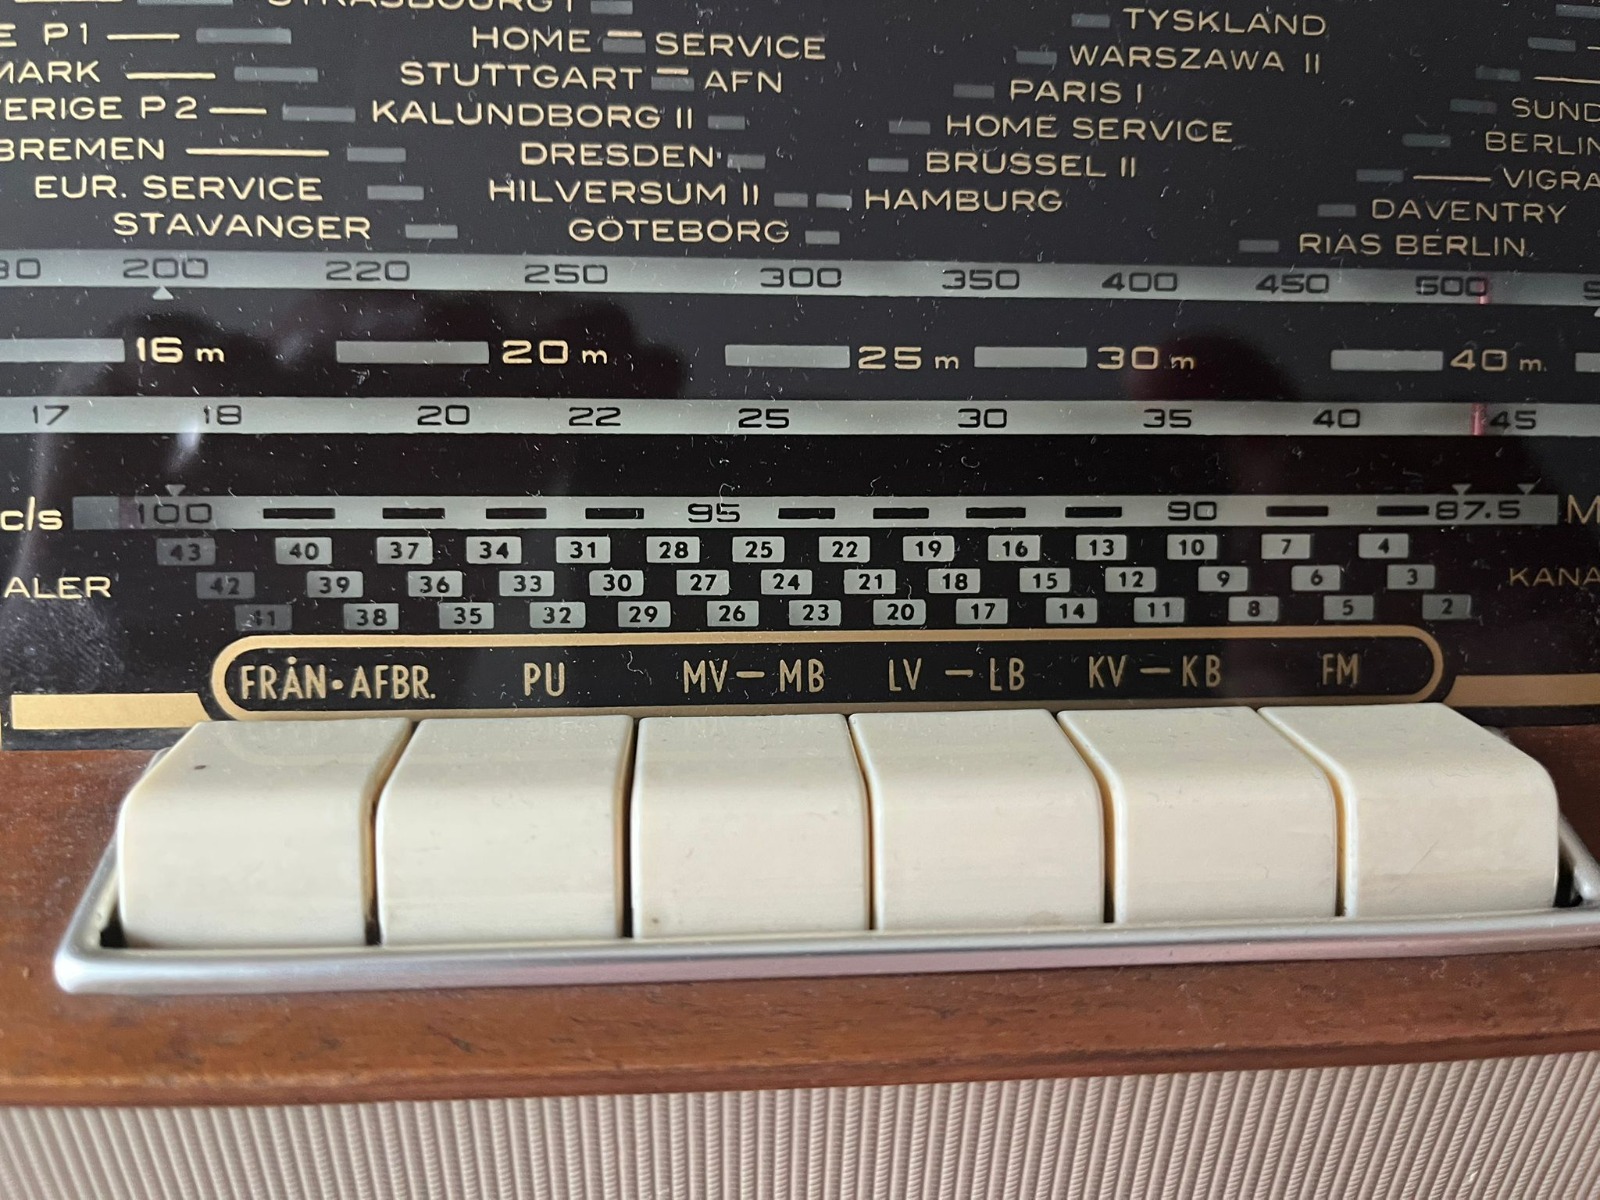 STRASBOURG I
TYSKLAND
E P1 HOME SERVICE
WARSZAWA II
MARK STUTTGART AFN
PARIS I
ERIGE P2 KALUNDBORG II
HOME SERVICE SUND
BREMEN DRESDEN BRÜSSEL II BERLIN
EUR. SERVICE HILVERSUM II HAMBURG VIGRA
STAVANGER GÖTEBORG DAVENTRY
RIAS BERLIN
200 220 250 300 350 400 450 500
16 m 20 m 25 m 30 m 40 m.
17 18 20 22 25 30 35 40 45
c/s 100 95 90 87.5 M
43 40 37 34 31 28 25 22 19 16 13 10 7 4
ALER 42 39 36 33 30 27 24 21 18 15 12 9 6 3 KANA
41 38 35 32 29 26 23 20 17 14 11 8 5 2
FRÅN-AFBR. PU MV — MB LV — LB KV — KB FM